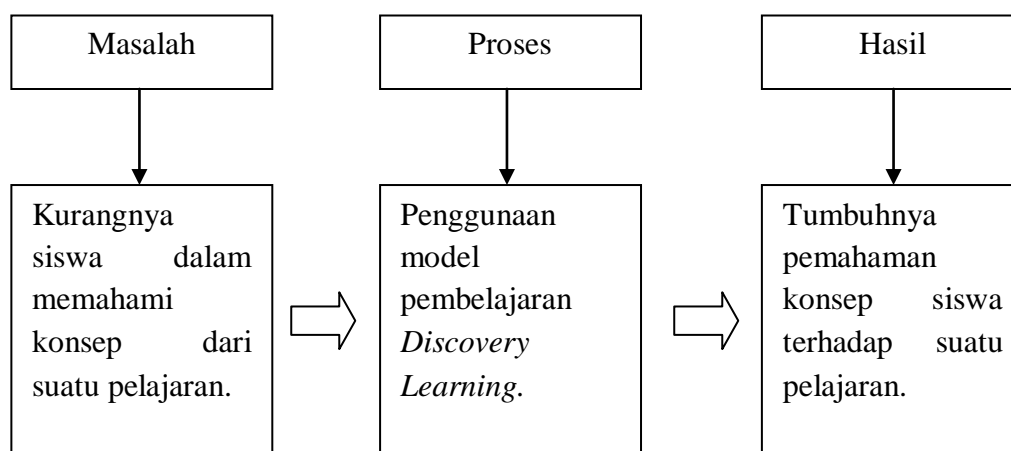 Masalah
Proses
Hasil
Kurangnya
siswa dalam
memahami
konsep dari
suatu pelajaran.
Penggunaan
model
pembelajaran
Discovery
Learning.
Tumbuhnya
pemahaman
konsep siswa
terhadap suatu
pelajaran.